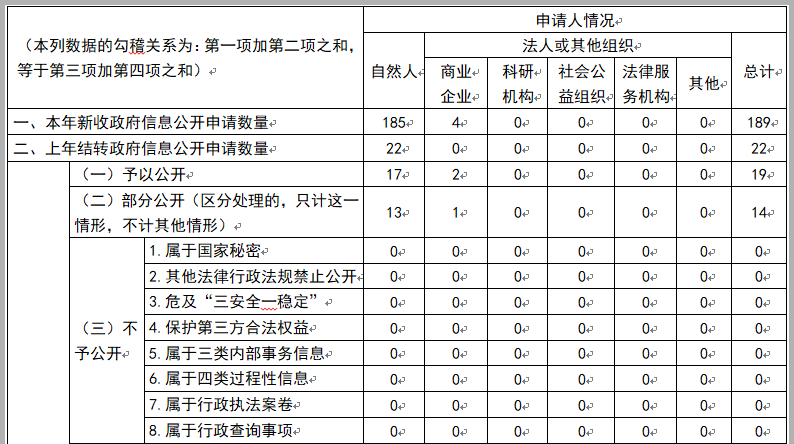 申请人情况
（本列数据的勾稽关系为：第一项加第二项之和，
等于第三项加第四项之和）
法人或其他组织
自然人
商业
企业
科研
机构
社会公
益组织
法律服
务机构
其他
总计
一、本年新收政府信息公开申请数量 185 4 0 0 0 0 189
二、上年结转政府信息公开申请数量 22 0 0 0 0 0 22
（一）予以公开 17 2 0 0 0 0 19
（二）部分公开（区分处理的，只计这一
情形，不计其他情形） 13 1 0 0 0 0 14
（三）不
予公开
1.属于国家秘密 0 0 0 0 0 0 0
2.其他法律行政法规禁止公开 0 0 0 0 0 0 0
3.危及“三安全一稳定” 0 0 0 0 0 0 0
4.保护第三方合法权益 0 0 0 0 0 0 0
5.属于三类内部事务信息 0 0 0 0 0 0 0
6.属于四类过程性信息 0 0 0 0 0 0 0
7.属于行政执法案卷 0 0 0 0 0 0 0
8.属于行政查询事项 0 0 0 0 0 0 0